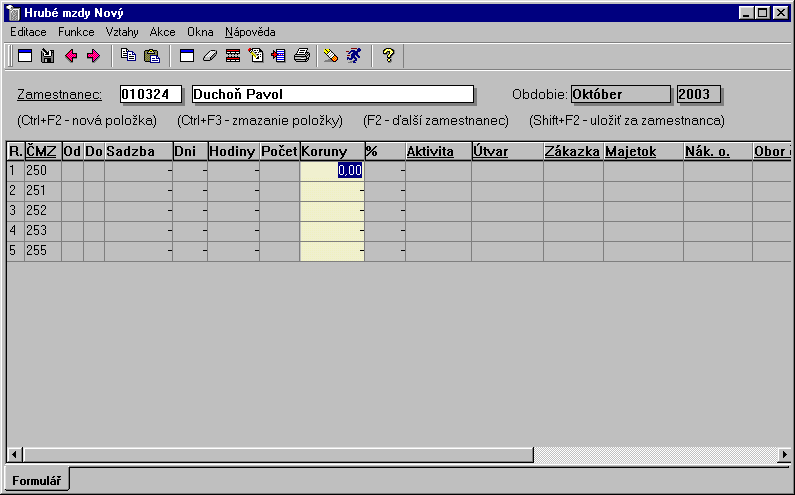 Hrubé mzdy Nový
Editace Funkce Vztahy Akce Okna Nápověda
Zamestnanec: 010324 Duchoň Pavol Obdobie: Október 2003
(Ctrl+F2 - nová položka) (Ctrl+F3 - zmazanie položky) (F2 - ďalší zamestnanec) (Shift+F2 - uložiť za zamestnanca)
R. ČMZ Od Do Sadzba Dni Hodiny Počet Koruny % Aktivita Útvar Zákazka Majetok Nák. o. Obor
1 250 - - - 0,00 -
2 251 - - - - -
3 252 - - - - -
4 253 - - - - -
5 255 - - - - -
Formulář